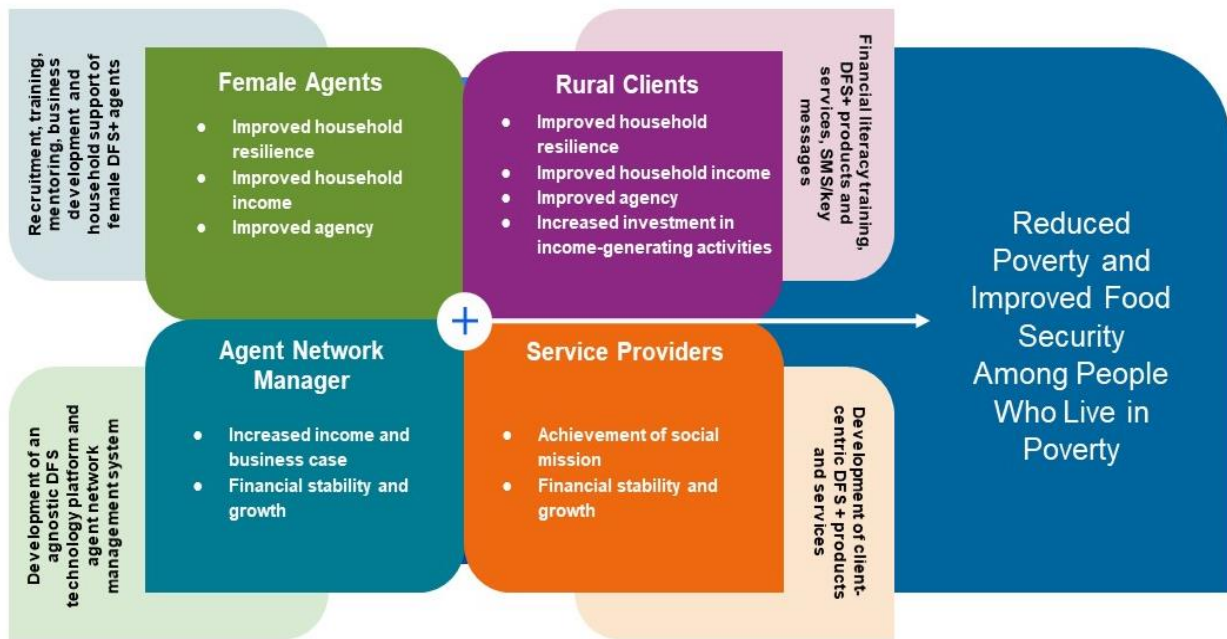 Recruitment, training,
mentoring, business
development and
household support of
female DFS+ agents
Female Agents
● Improved household
resilience
● Improved household
income
● Improved agency
Rural Clients
● Improved household
resilience
● Improved household income
● Improved agency
● Increased investment in
income-generating activities
Financial literacy training,
DFS+ products and
services, SMS/key
messages
Development of an
agnostic DFS
technology platform and
agent network
management system
Agent Network
Manager
● Increased income and
business case
● Financial stability and
growth
+
Service Providers
● Achievement of social
mission
● Financial stability and
growth
Development of client-
centric DFS + products
and services
Reduced
Poverty and
Improved Food
Security
Among People
Who Live in
Poverty